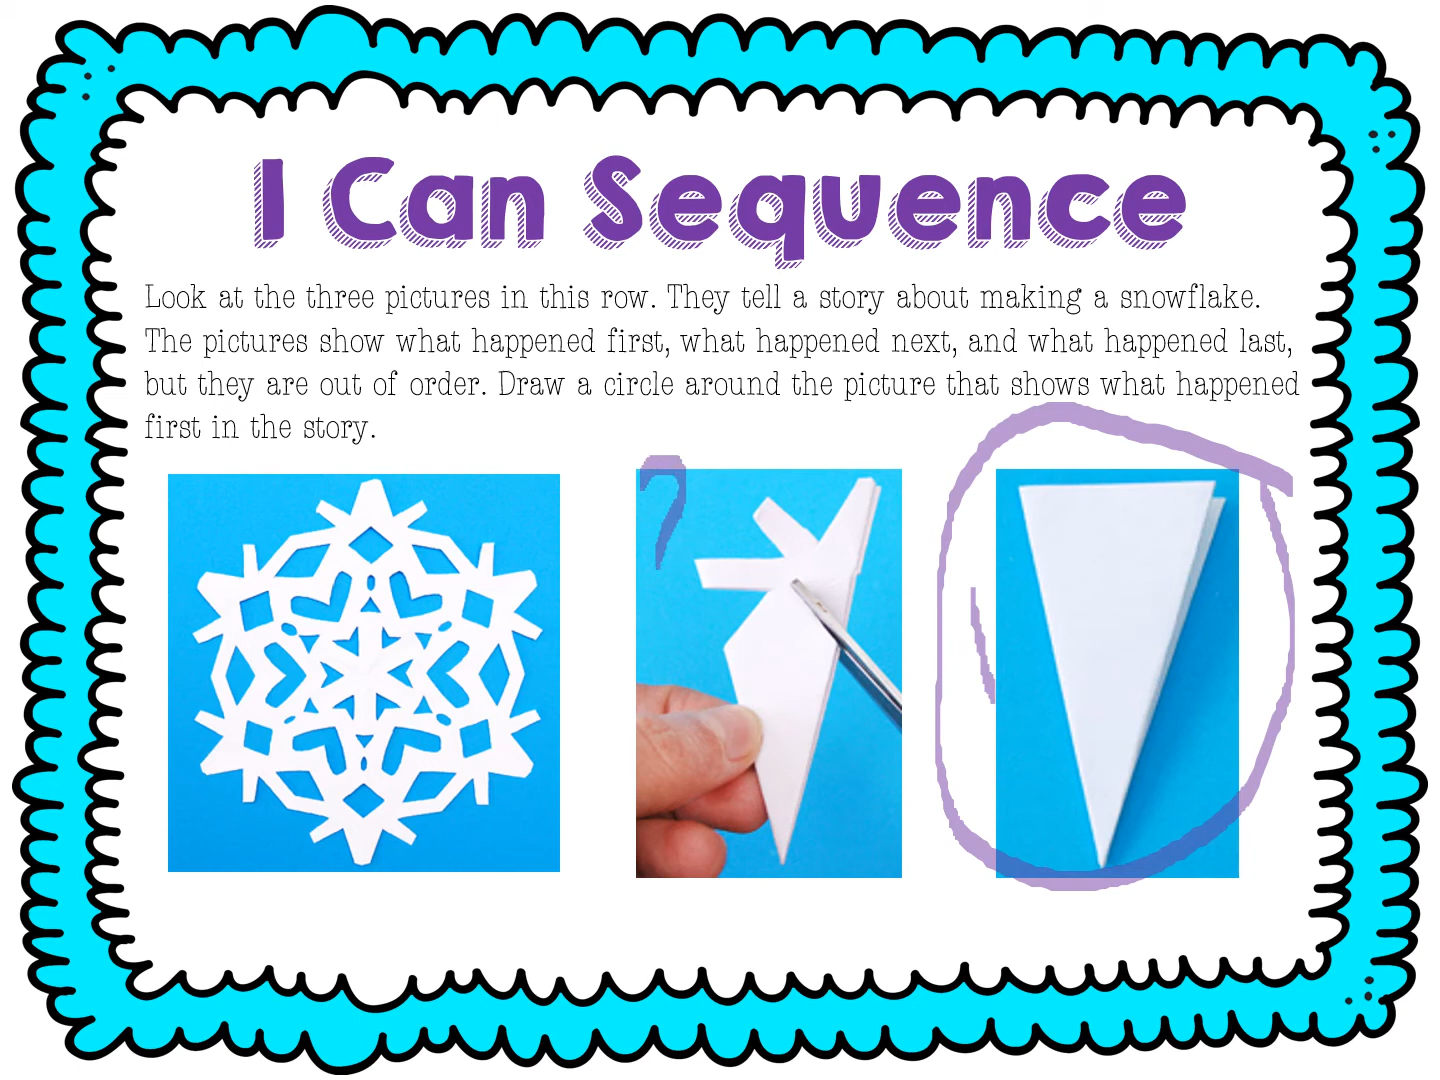 I Can Sequence
Look at the three pictures in this row. They tell a story about making a snowflake.
The pictures show what happened first, what happened next, and what happened last,
but they are out of order. Draw a circle around the picture that shows what happened
first in the story.